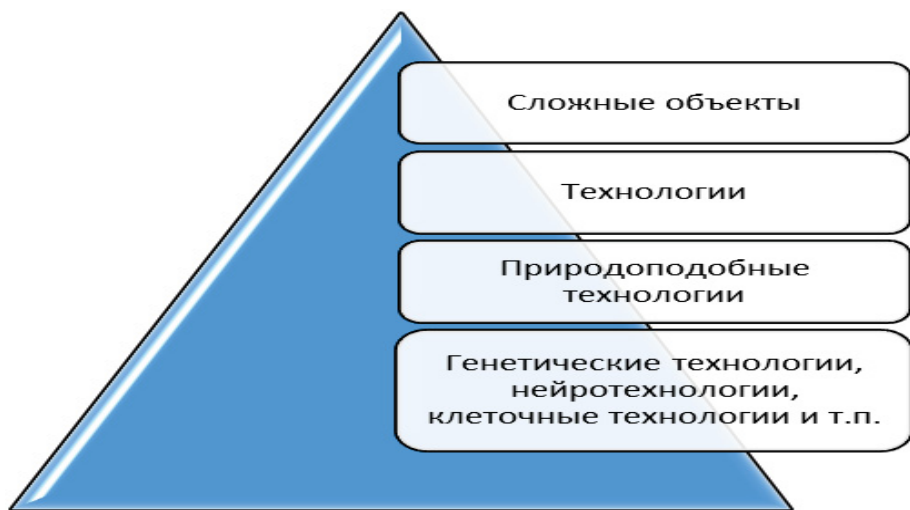 Сложные объекты
Технологии
Природоподобные
технологии
Генетические технологии,
нейротехнологии,
клеточные технологии и т.п.